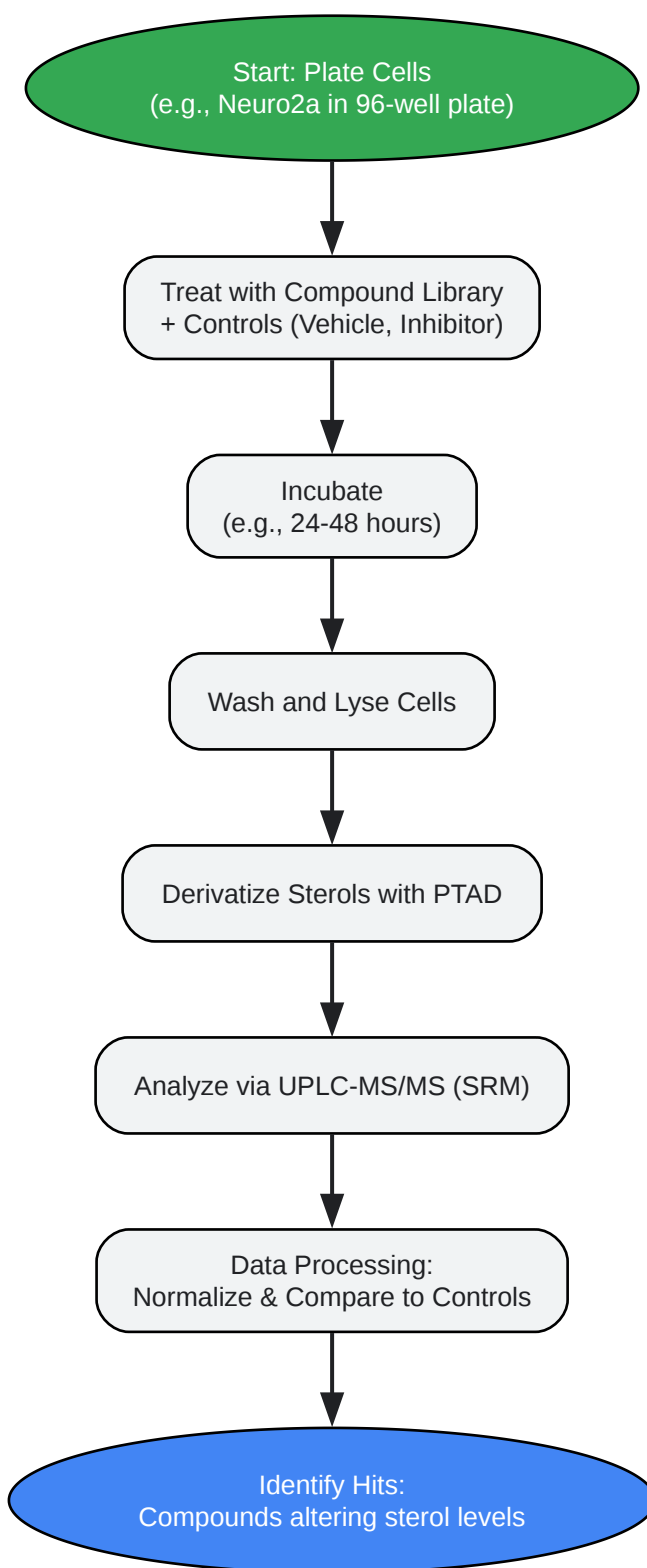 Start: Plate Cells
(e.g., Neuro2a in 96-well plate)
Treat with Compound Library
+ Controls (Vehicle, Inhibitor)
Incubate
(e.g., 24-48 hours)
Wash and Lyse Cells
Derivatize Sterols with PTAD
Analyze via UPLC-MS/MS (SRM)
Data Processing:
Normalize & Compare to Controls
Identify Hits:
Compounds altering sterol levels